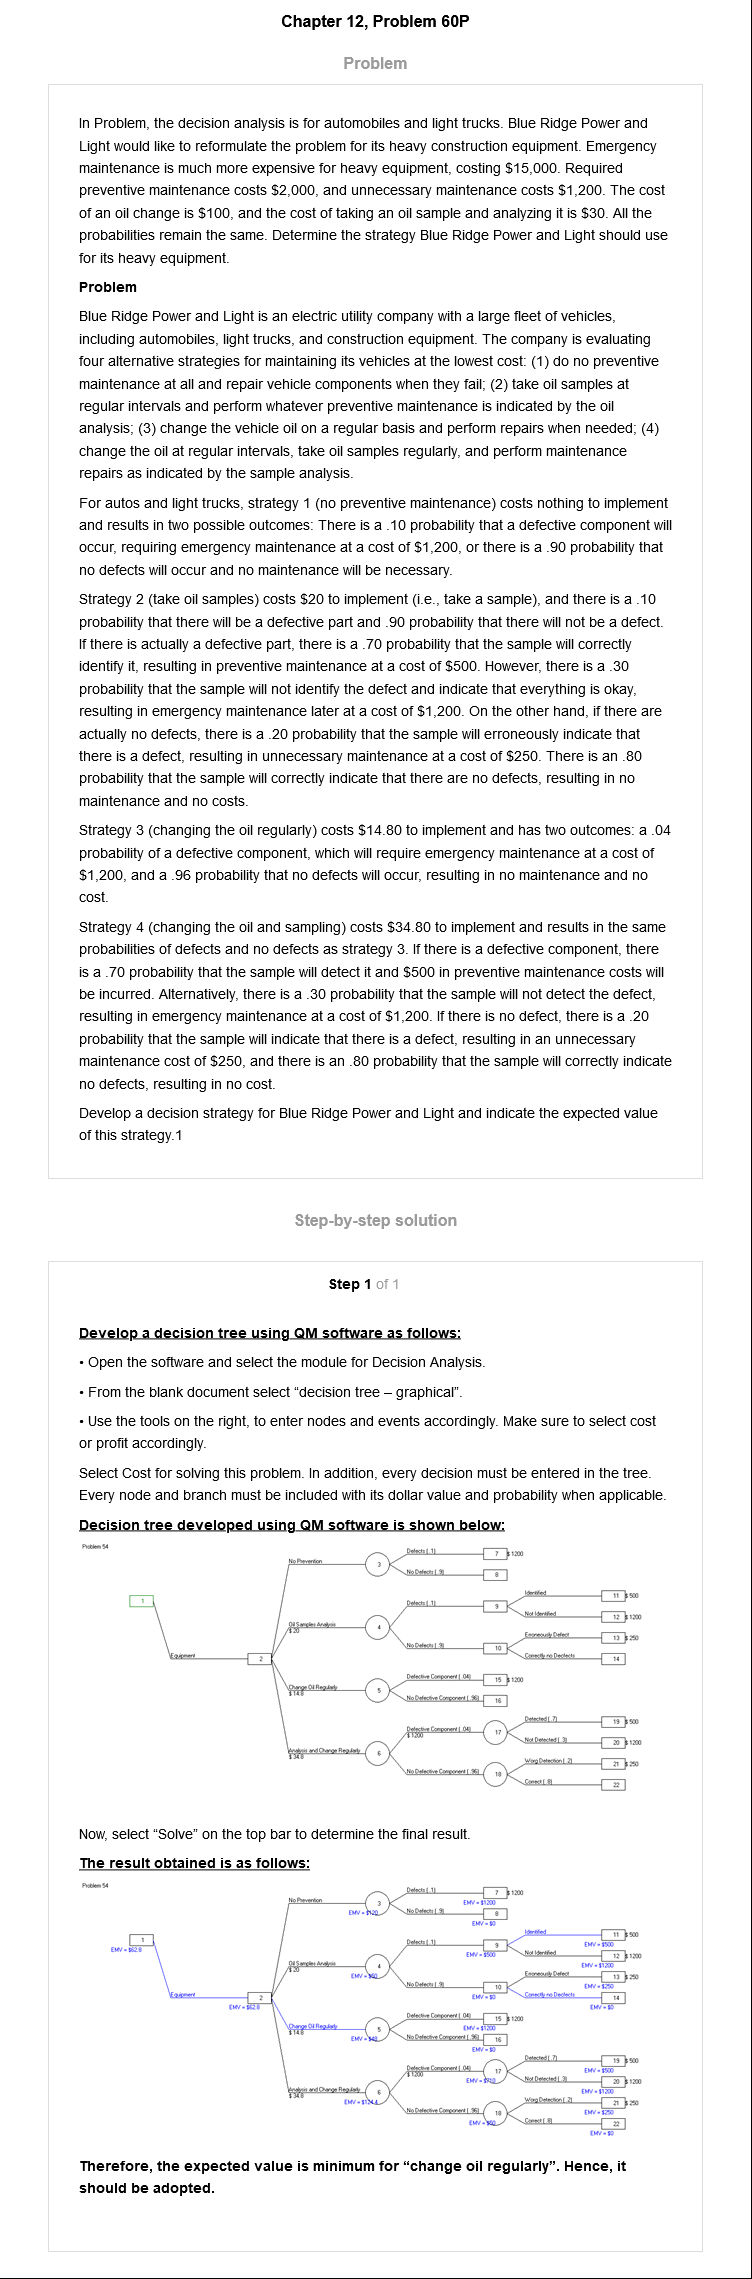 Chapter 12, Problem 60P
Problem
In Problem, the decision analysis is for automobiles and light trucks. Blue Ridge Power and
Light would like to reformulate the problem for its heavy construction equipment. Emergency
maintenance is much more expensive for heavy equipment, costing $15,000. Required
preventive maintenance costs $2,000, and unnecessary maintenance costs $1,200. The cost
of an oil change is $100, and the cost of taking an oil sample and analyzing it is $30. All the
probabilities remain the same. Determine the strategy Blue Ridge Power and Light should use
for its heavy equipment.
Problem
Blue Ridge Power and Light is an electric utility company with a large fleet of vehicles,
including automobiles, light trucks, and construction equipment. The company is evaluating
four alternative strategies for maintaining its vehicles at the lowest cost: (1) do no preventive
maintenance at all and repair vehicle components when they fail; (2) take oil samples at
regular intervals and perform whatever preventive maintenance is indicated by the oil
analysis; (3) change the vehicle oil on a regular basis and perform repairs when needed; (4)
change the oil at regular intervals, take oil samples regularly, and perform maintenance
repairs as indicated by the sample analysis.
For autos and light trucks, strategy 1 (no preventive maintenance) costs nothing to implement
and results in two possible outcomes: There is a .10 probability that a defective component will
occur, requiring emergency maintenance at a cost of $1,200, or there is a .90 probability that
no defects will occur and no maintenance will be necessary.
Strategy 2 (take oil samples) costs $20 to implement (i.e., take a sample), and there is a .10
probability that there will be a defective part and .90 probability that there will not be a defect.
If there is actually a defective part, there is a .70 probability that the sample will correctly
identify it, resulting in preventive maintenance at a cost of $500. However, there is a .30
probability that the sample will not identify the defect and indicate that everything is okay,
resulting in emergency maintenance later at a cost of $1,200. On the other hand, if there are
actually no defects, there is a .20 probability that the sample will erroneously indicate that
there is a defect, resulting in unnecessary maintenance at a cost of $250. There is an .80
probability that the sample will correctly indicate that there are no defects, resulting in no
maintenance and no costs.
Strategy 3 (changing the oil regularly) costs $14.80 to implement and has two outcomes: a .04
probability of a defective component, which will require emergency maintenance at a cost of
$1,200, and a .96 probability that no defects will occur, resulting in no maintenance and no
cost.
Strategy 4 (changing the oil and sampling) costs $34.80 to implement and results in the same
probabilities of defects and no defects as strategy 3. If there is a defective component, there
is a .70 probability that the sample will detect it and $500 in preventive maintenance costs will
be incurred. Alternatively, there is a .30 probability that the sample will not detect the defect,
resulting in emergency maintenance at a cost of $1,200. If there is no defect, there is a .20
probability that the sample will indicate that there is a defect, resulting in an unnecessary
maintenance cost of $250, and there is an .80 probability that the sample will correctly indicate
no defects, resulting in no cost.
Develop a decision strategy for Blue Ridge Power and Light and indicate the expected value
of this strategy.1
Step-by-step solution
Step 1 of 1
Develop a decision tree using QM software as follows:
• Open the software and select the module for Decision Analysis.
• From the blank document select “decision tree – graphical”.
• Use the tools on the right, to enter nodes and events accordingly. Make sure to select cost
or profit accordingly.
Select Cost for solving this problem. In addition, every decision must be entered in the tree.
Every node and branch must be included with its dollar value and probability when applicable.
Decision tree developed using QM software is shown below:
Problem 54
1
Equipment
2
No Prevention
3
Defects (.1)
7 $ 1200
No Defects (.9)
8
Oil Samples Analysis
$ 20
4
Defects (.1)
9
Identified
11 $ 500
Not Identified
12 $ 1200
No Defects (.9)
10
Erroneously Defect
13 $ 250
14
Change Oil Regularly
$ 14.8
5
Defective Component (.04)
15 $ 1200
No Defective Component (.96)
16
Analysis and Change Regularly
$ 34.8
6
Defective Component (.04)
$ 1200
17
Detected (.7)
19 $ 500
Not Detected (.3)
20 $ 1200
No Defective Component (.96)
18
Worg Detection (.2)
21 $ 250
Correct (.8)
22
Now, select “Solve” on the top bar to determine the final result.
The result obtained is as follows:
Problem 54
1
EMV = $62.8
Equipment
2
EMV = $62.8
No Prevention
3
EMV = $120
Defects (.1)
7 $ 1200
EMV = $1200
No Defects (.9)
8
EMV = $0
Oil Samples Analysis
$ 20
4
EMV = $50
Defects (.1)
9
EMV = $500
Identified
11 $ 500
EMV = $500
Not Identified
12 $ 1200
EMV = $1200
No Defects (.9)
10
EMV = $0
Erroneously Defect
13 $ 250
EMV = $250
14
EMV = $0
Change Oil Regularly
$ 14.8
5
EMV = $48
Defective Component (.04)
15 $ 1200
EMV = $1200
No Defective Component (.96)
16
EMV = $0
Analysis and Change Regularly
$ 34.8
6
EMV = $124.4
Defective Component (.04)
$ 1200
17
EMV = $710
Detected (.7)
19 $ 500
EMV = $500
Not Detected (.3)
20 $ 1200
EMV = $1200
No Defective Component (.96)
18
EMV = $50
Worg Detection (.2)
21 $ 250
EMV = $250
Correct (.8)
22
EMV = $0
Therefore, the expected value is minimum for “change oil regularly”. Hence, it
should be adopted.